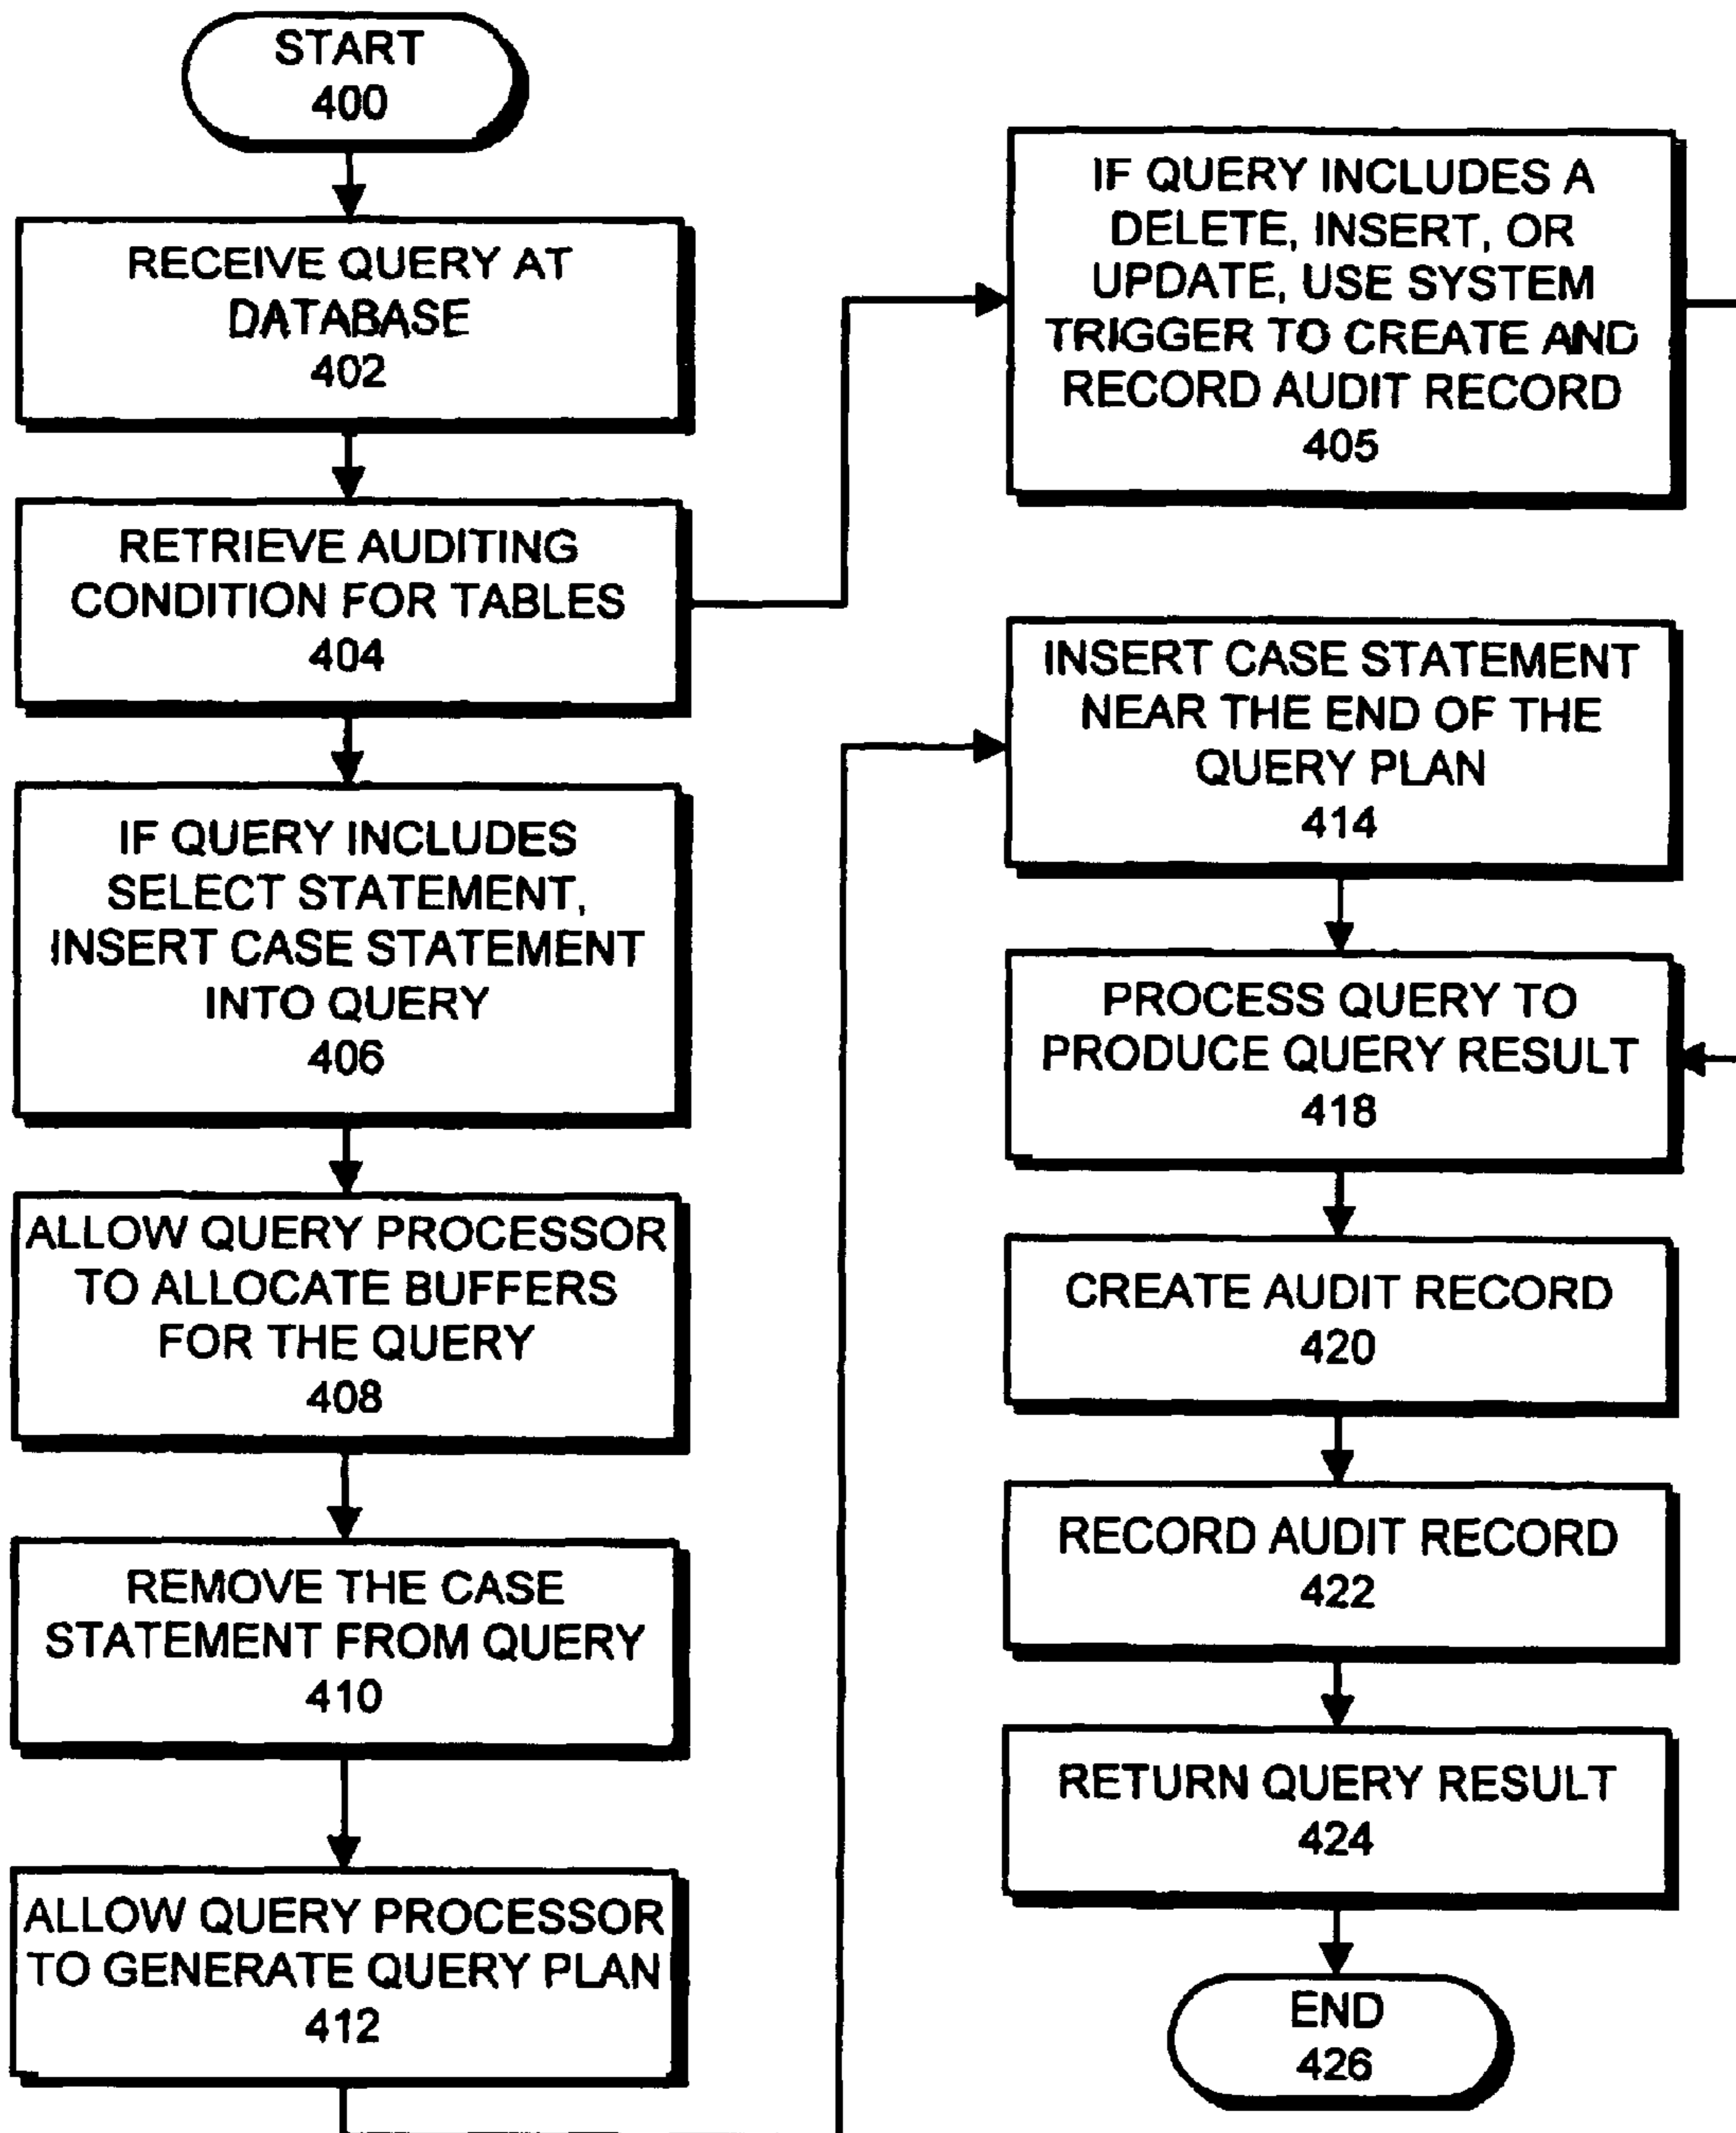 START
400
RECEIVE QUERY AT
DATABASE
402
RETRIEVE AUDITING
CONDITION FOR TABLES
404
IF QUERY INCLUDES
SELECT STATEMENT,
INSERT CASE STATEMENT
INTO QUERY
406
ALLOW QUERY PROCESSOR
TO ALLOCATE BUFFERS
FOR THE QUERY
408
REMOVE THE CASE
STATEMENT FROM QUERY
410
ALLOW QUERY PROCESSOR
TO GENERATE QUERY PLAN
412
IF QUERY INCLUDES A
DELETE, INSERT, OR
UPDATE, USE SYSTEM
TRIGGER TO CREATE AND
RECORD AUDIT RECORD
405
INSERT CASE STATEMENT
NEAR THE END OF THE
QUERY PLAN
414
PROCESS QUERY TO
PRODUCE QUERY RESULT
418
CREATE AUDIT RECORD
420
RECORD AUDIT RECORD
422
RETURN QUERY RESULT
424
END
426